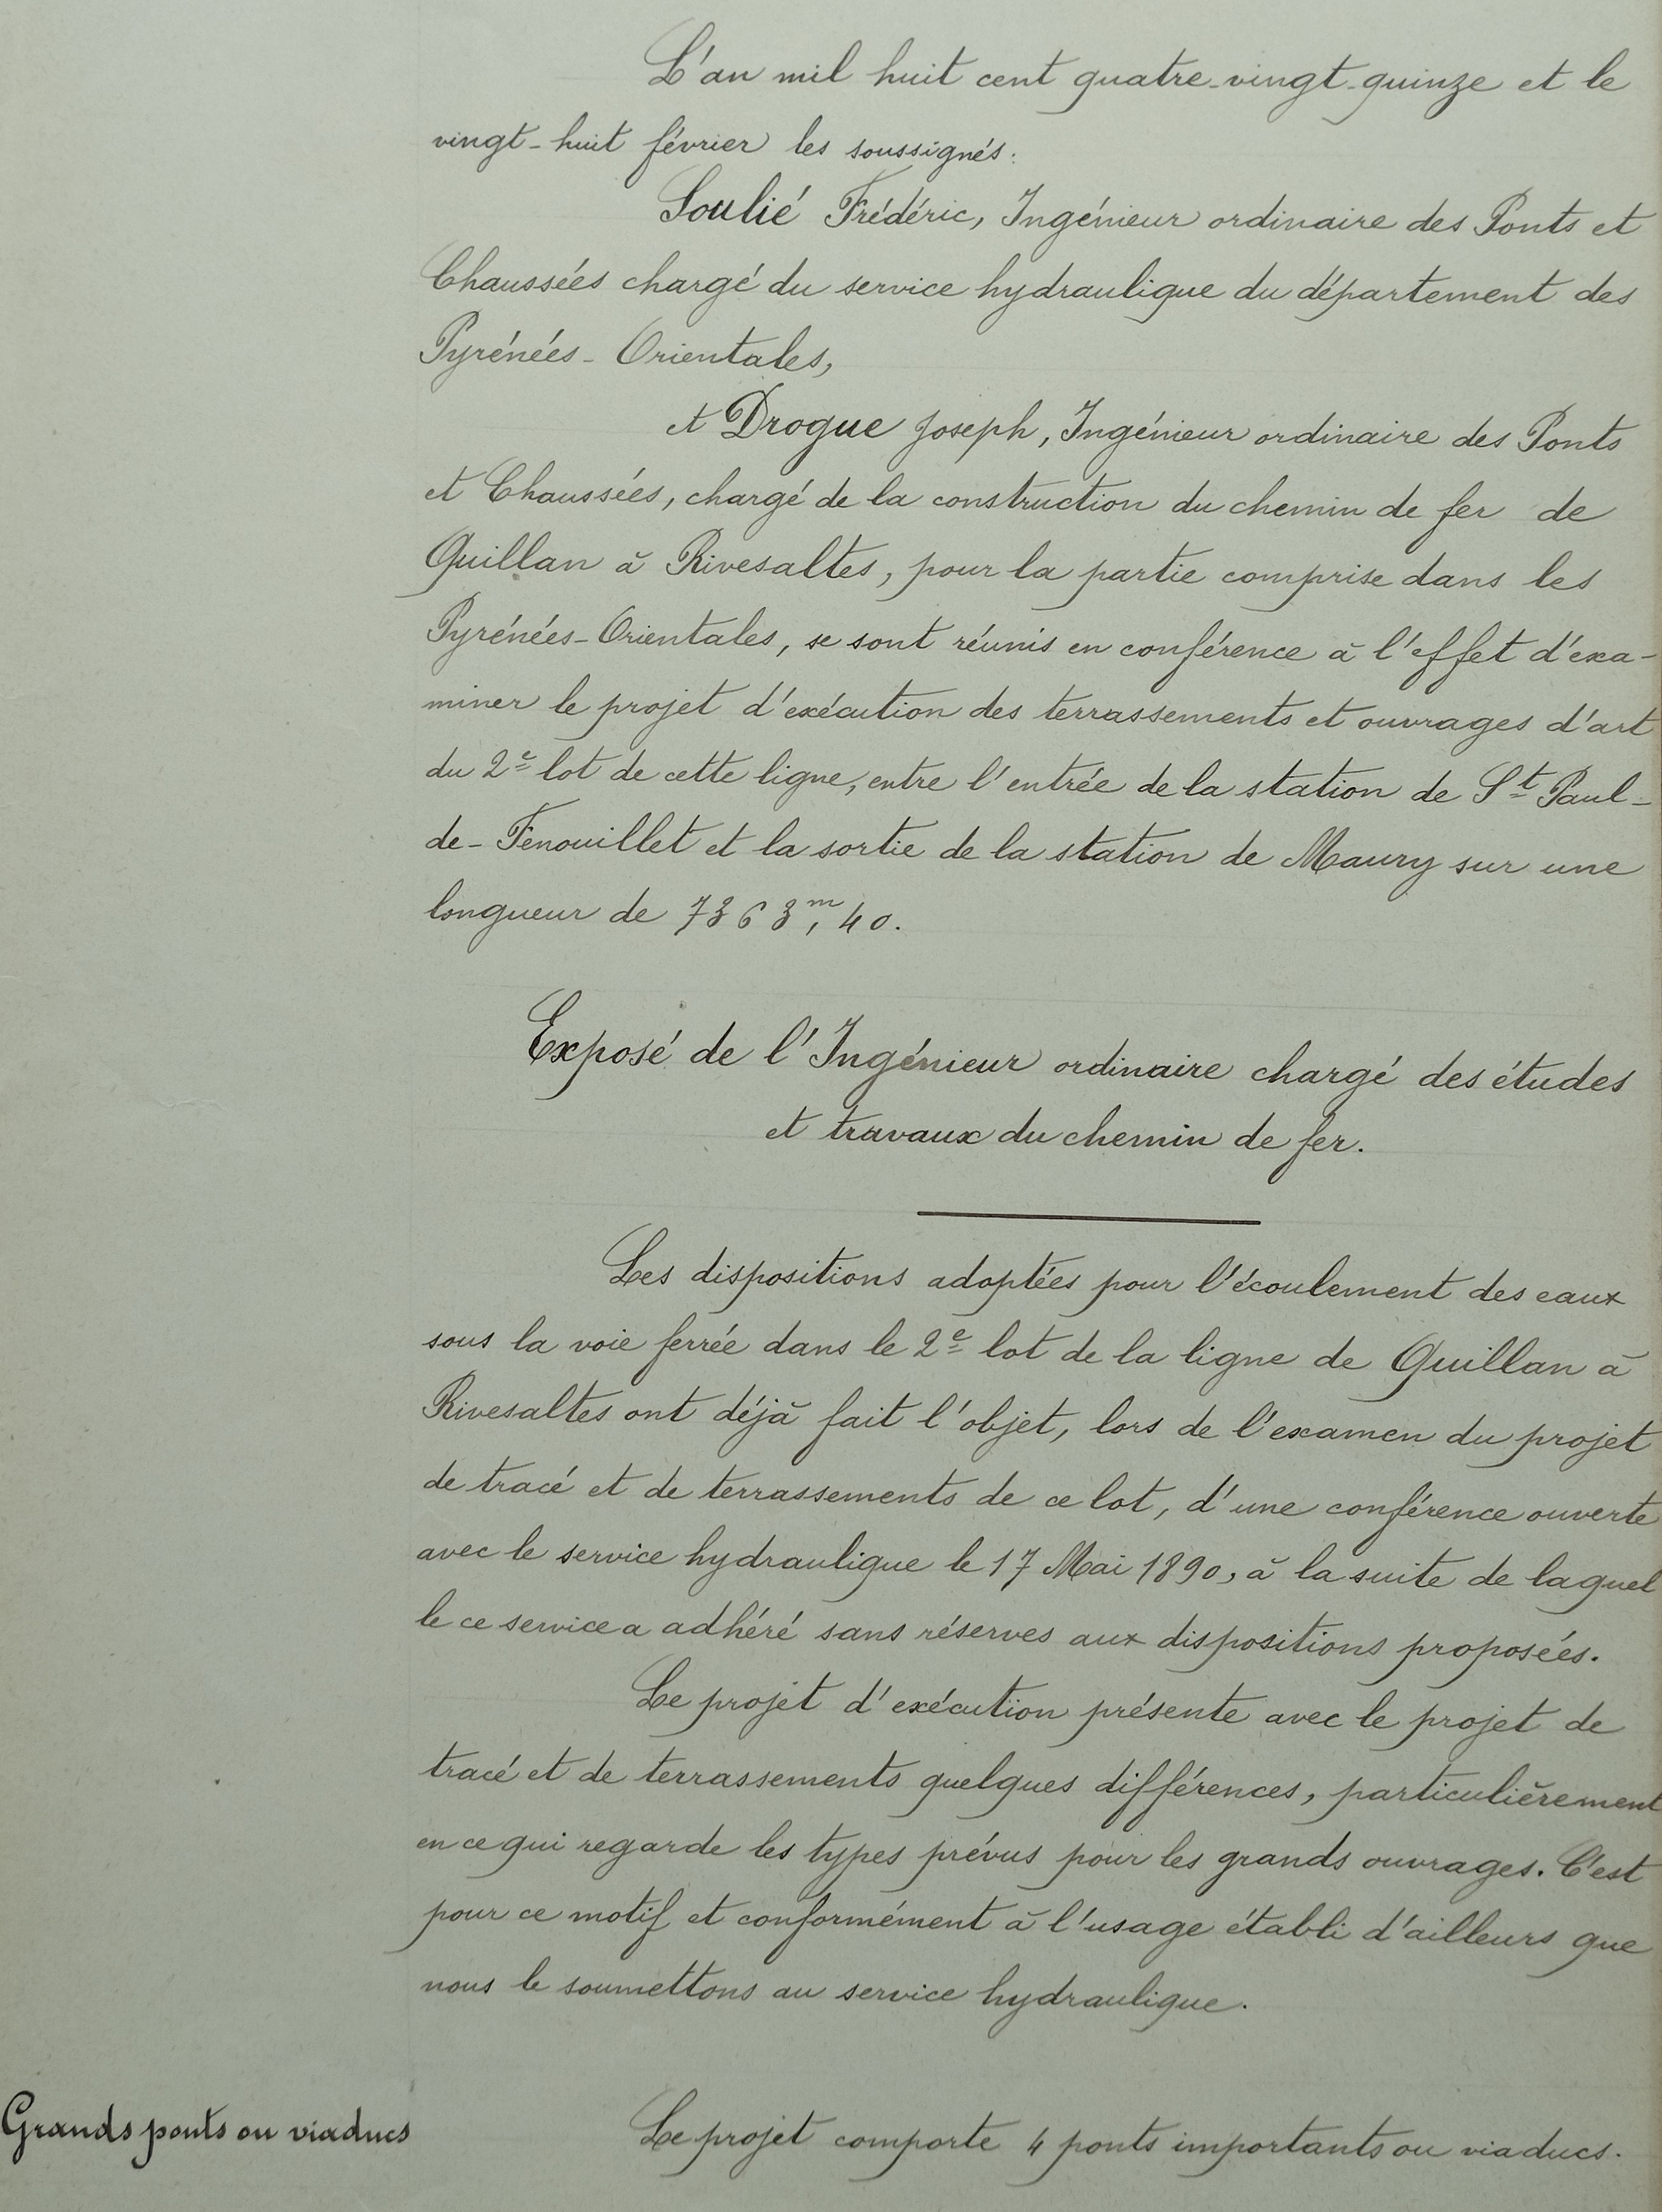 L'an mil huit cent quatre-vingt-quinze et le
vingt-huit février les soussignés:
Soulié Frédéric, Ingénieur ordinaire des Ponts et
Chaussées chargé du service hydraulique du département des
Pyrénées-Orientales,
et Drogue Joseph, Ingénieur ordinaire des Ponts
et Chaussées, chargé de la construction du chemin de fer de
Quillan à Rivesaltes, pour la partie comprise dans les
Pyrénées-Orientales, se sont réunis en conférence à l'effet d'exa-
miner le projet d'exécution des terrassements et ouvrages d'art
du 2e lot de cette ligne, entre l'entrée de la station de St Paul-
de-Fenouillet et la sortie de la station de Maury sur une
longueur de 7363m,40.
Exposé de l'Ingénieur ordinaire chargé des études
et travaux du chemin de fer.
Les dispositions adoptées pour l'écoulement des eaux
sous la voie ferrée dans le 2e lot de la ligne de Quillan à
Rivesaltes ont déjà fait l'objet, lors de l'examen du projet
de tracé et de terrassements de ce lot, d'une conférence ouverte
avec le service hydraulique le 17 Mai 1890, à la suite de laquel
le ce service a adhéré sans réserves aux dispositions proposées.
Le projet d'exécution présente avec le projet de
tracé et de terrassements quelques différences, particulièrement
en ce qui regarde les types prévus pour les grands ouvrages. C'est
pour ce motif et conformément à l'usage établi d'ailleurs que
nous le soumettons au service hydraulique.
Grands ponts ou viaducs
Le projet comporte 4 ponts importants ou viaducs.